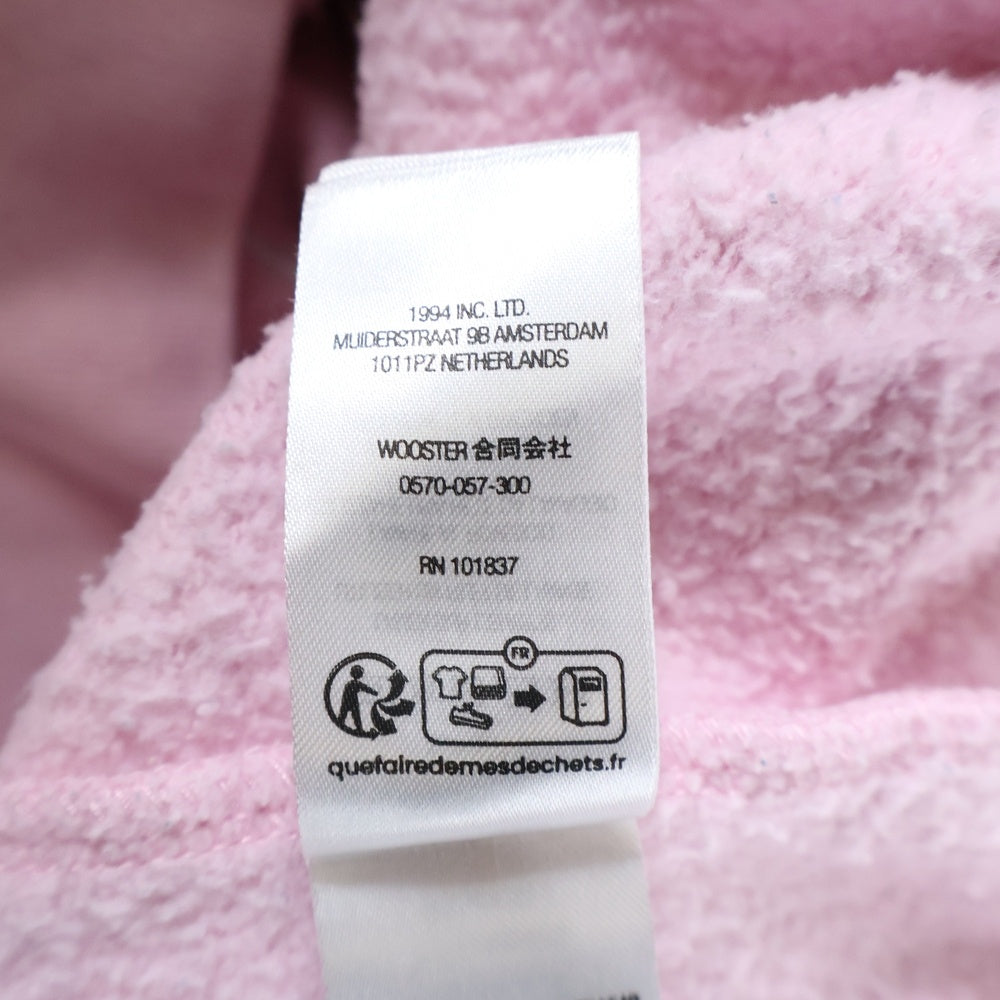 1994 INC. LTD.
MUIDERSTRAAT 9B AMSTERDAM
1011PZ NETHERLANDS
WOOSTER 合同会社
0570-057-300
RN 101837
FR
quefairedemesdechets.fr